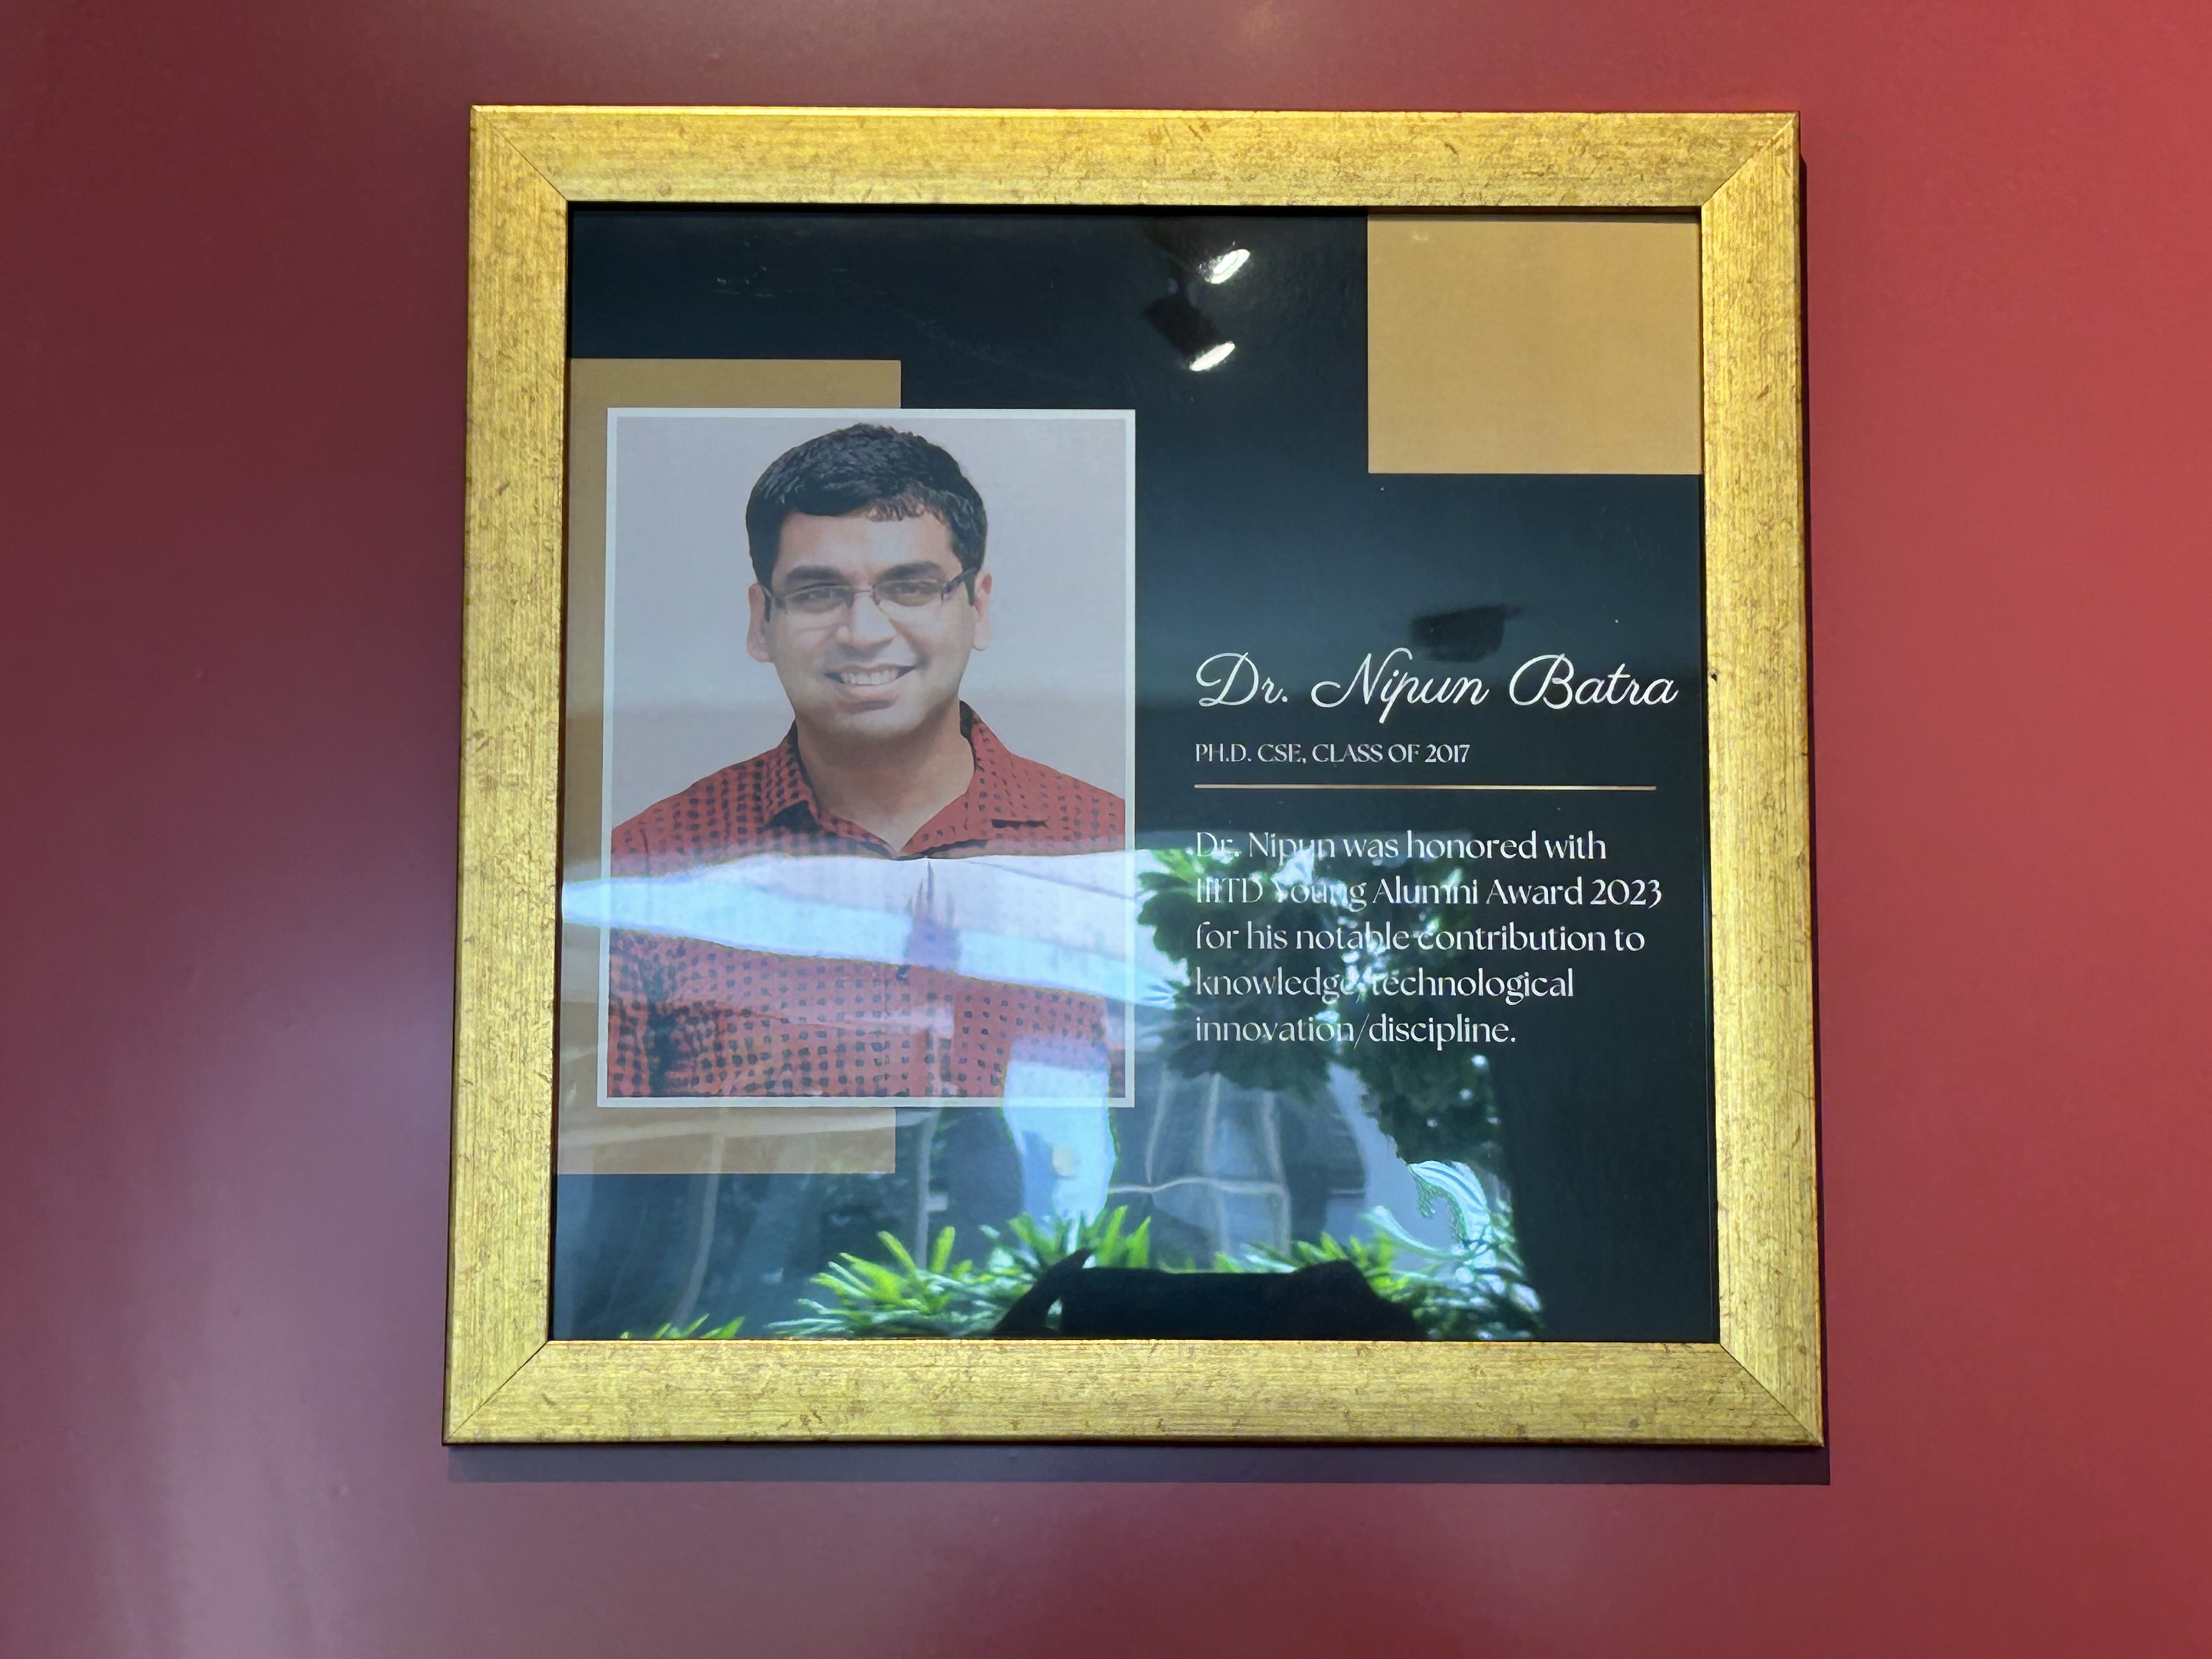 Dr. Nipun Batra
PH.D. CSE, CLASS OF 2017
Dr. Nipun was honored with
IIITD Young Alumni Award 2023
for his notable contribution to
knowledge, technological
innovation/discipline.